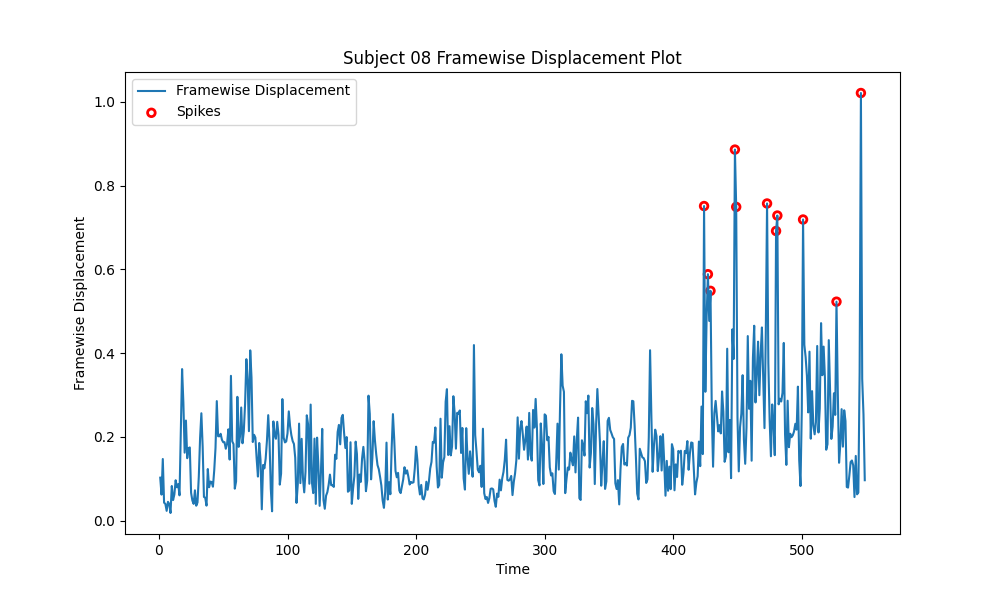 Subject 08 Framewise Displacement Plot
Framewise Displacement
Spikes
1.0
0.8
0.6
0.4
0.2
0.0
Framewise Displacement
0 100 200 300 400 500
Time